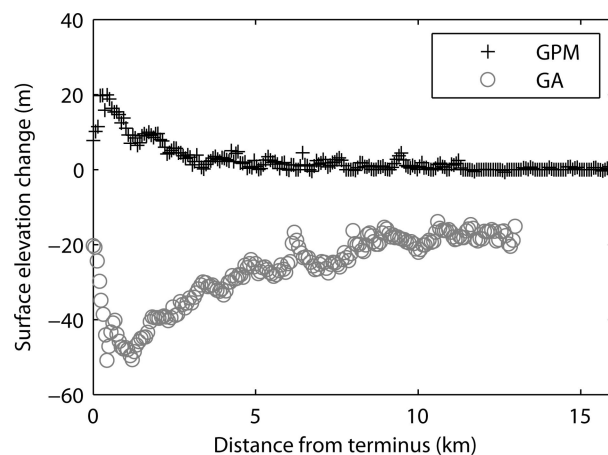 40
20
0
−20
−40
−60
Surface elevation change (m)
GPM
GA
0
5
10
15
Distance from terminus (km)